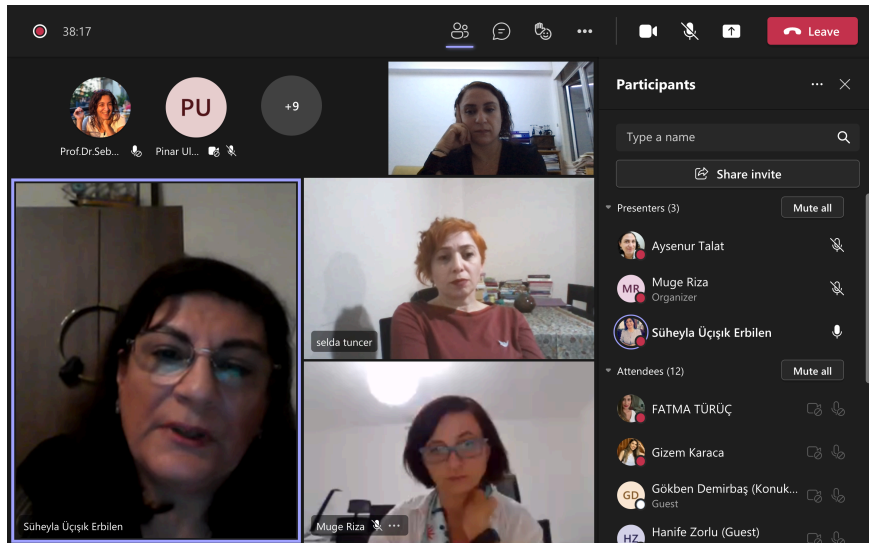 38:17
Leave
PU
+9
Prof.Dr.Seb...
Pinar Ul...
selda tuncer
Süheyla Üçışık Erbilen
Muge Riza
Participants
Type a name
Share invite
Presenters (3)
Mute all
Aysenur Talat
MR
Muge Riza
Organizer
Süheyla Üçışık Erbilen
Attendees (12)
Mute all
FATMA TÜRÜÇ
Gizem Karaca
GD
Gökben Demirbaş (Konuk...
Guest
HZ
Hanife Zorlu (Guest)